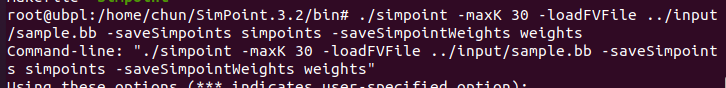 root@ubpl:/home/chun/SimPoint.3.2/bin# ./simpoint -maxK 30 -loadFVFile ../input
/sample.bb -saveSimpoints simpoints -saveSimpointWeights weights
Command-line: "./simpoint -maxK 30 -loadFVFile ../input/sample.bb -saveSimpoint
s simpoints -saveSimpointWeights weights"
Using these options (*** indicates user-specified option):